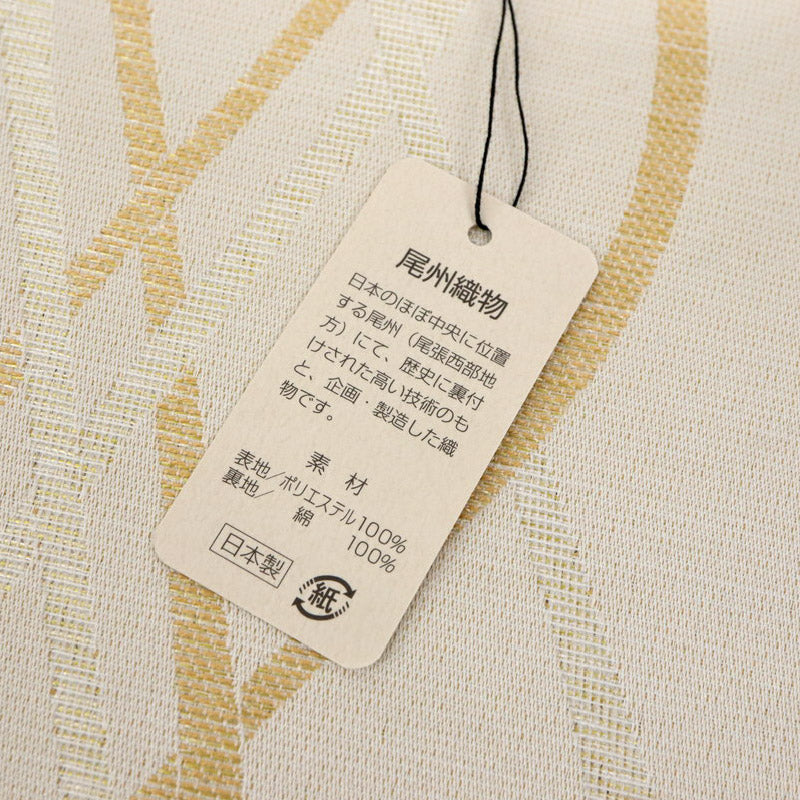 尾州織物
日本のほぼ中央に位置
する尾州（尾張西部地
方）にて、歴史に裏付
けされた高い技術のも
と、企画・製造した織
物です。
素 材
表地/ポリエステル100%
裏地/ 綿 100%
日本製
紙